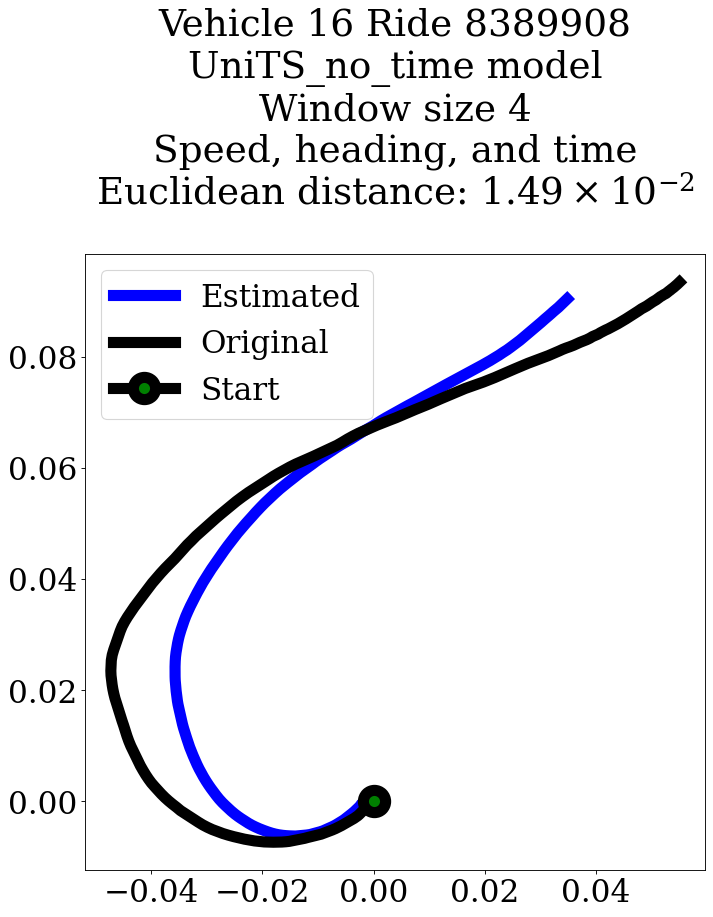 Vehicle 16 Ride 8389908
UniTS_no_time model
Window size 4
Speed, heading, and time
Euclidean distance: 1.49 × 10⁻²
Estimated
Original
Start
0.08
0.06
0.04
0.02
0.00
−0.04 −0.02 0.00 0.02 0.04